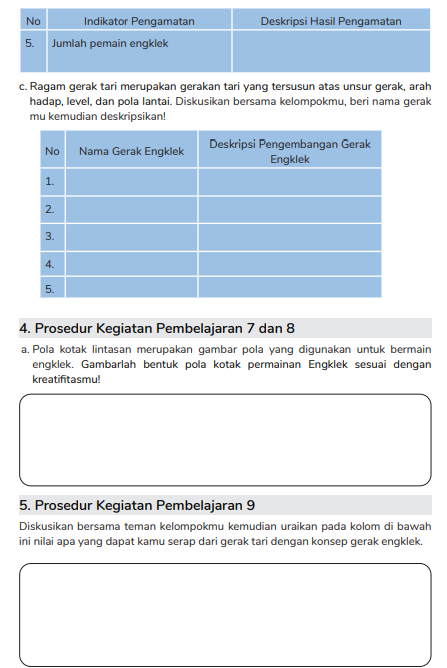 No Indikator Pengamatan Deskripsi Hasil Pengamatan
5. Jumlah pemain engklek
c. Ragam gerak tari merupakan gerakan tari yang tersusun atas unsur gerak, arah
hadap, level, dan pola lantai. Diskusikan bersama kelompokmu, beri nama gerak
mu kemudian deskripsikan!
No Nama Gerak Engklek Deskripsi Pengembangan Gerak
Engklek
1.
2.
3.
4.
5.
4. Prosedur Kegiatan Pembelajaran 7 dan 8
a. Pola kotak lintasan merupakan gambar pola yang digunakan untuk bermain
engklek. Gambarlah bentuk pola kotak permainan Engklek sesuai dengan
kreatifitasmu!
5. Prosedur Kegiatan Pembelajaran 9
Diskusikan bersama teman kelompokmu kemudian uraikan pada kolom di bawah
ini nilai apa yang dapat kamu serap dari gerak tari dengan konsep gerak engklek.